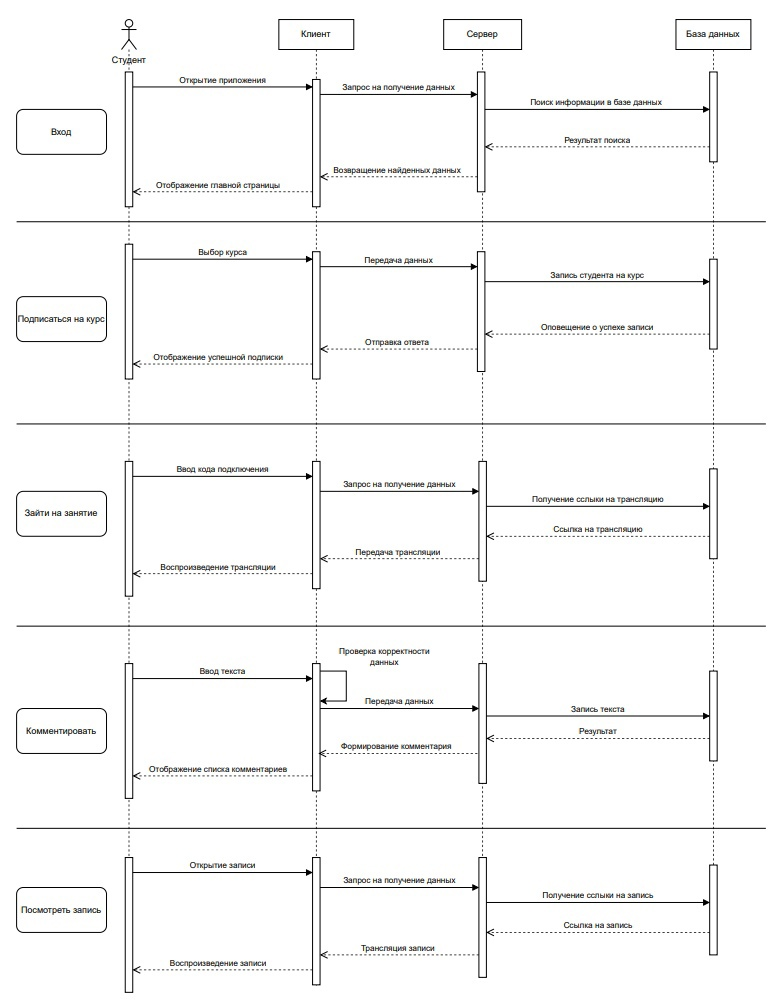 Студент
Клиент
Сервер
База данных
Открытие приложения
Запрос на получение данных
Поиск информации в базе данных
Вход
Результат поиска
Возвращение найденных данных
Отображение главной страницы
Выбор курса
Передача данных
Запись студента на курс
Подписаться на курс
Оповещение о успехе записи
Отправка ответа
Отображение успешной подписки
Ввод кода подключения
Запрос на получение данных
Получение сслыки на трансляцию
Зайти на занятие
Ссылка на трансляцию
Передача трансляции
Воспроизведение трансляции
Проверка корректности
данных
Ввод текста
Передача данных
Запись текста
Комментировать
Результат
Формирование комментария
Отображение списка комментариев
Открытие записи
Запрос на получение данных
Получение сслыки на запись
Посмотреть запись
Ссылка на запись
Трансляция записи
Воспроизведение записи